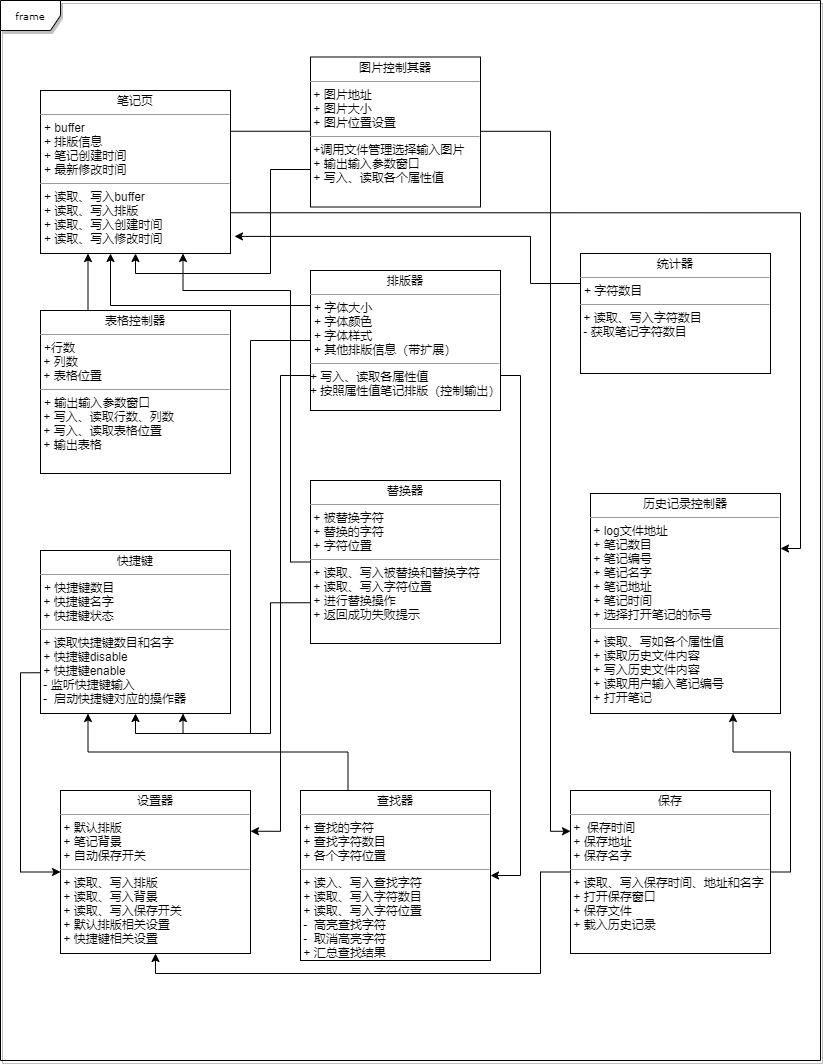 frame
笔记页
+ buffer
+ 排版信息
+ 笔记创建时间
+ 最新修改时间
+ 读取、写入buffer
+ 读取、写入排版
+ 读取、写入创建时间
+ 读取、写入修改时间
图片控制其器
+ 图片地址
+ 图片大小
+ 图片位置设置
+调用文件管理选择输入图片
+ 输出输入参数窗口
+ 写入、读取各个属性值
统计器
+ 字符数目
+ 读取、写入字符数目
- 获取笔记字符数目
排版器
+ 字体大小
+ 字体颜色
+ 字体样式
+ 其他排版信息（带扩展）
+ 写入、读取各属性值
+ 按照属性值笔记排版（控制输出）
表格控制器
+行数
+ 列数
+ 表格位置
+ 输出输入参数窗口
+ 写入、读取行数、列数
+ 写入、读取表格位置
+ 输出表格
替换器
+ 被替换字符
+ 替换的字符
+ 字符位置
+ 读取、写入被替换和替换字符
+ 读取、写入字符位置
+ 进行替换操作
+ 返回成功失败提示
历史记录控制器
+ log文件地址
+ 笔记数目
+ 笔记编号
+ 笔记名字
+ 笔记地址
+ 笔记时间
+ 选择打开笔记的标号
+ 读取、写如各个属性值
+ 读取历史文件内容
+ 写入历史文件内容
+ 读取用户输入笔记编号
+ 打开笔记
快捷键
+ 快捷键数目
+ 快捷键名字
+ 快捷键状态
+ 读取快捷键数目和名字
+ 快捷键disable
+ 快捷键enable
- 监听快捷键输入
- 启动快捷键对应的操作器
设置器
+ 默认排版
+ 笔记背景
+ 自动保存开关
+ 读取、写入排版
+ 读取、写入背景
+ 读取、写入保存开关
+ 默认排版相关设置
+ 快捷键相关设置
查找器
+ 查找的字符
+ 查找字符数目
+ 各个字符位置
+ 读入、写入查找字符
+ 读取、写入字符数目
+ 读取、写入字符位置
- 高亮查找字符
- 取消高亮字符
+ 汇总查找结果
保存
+ 保存时间
+ 保存地址
+ 保存名字
+ 读取、写入保存时间、地址和名字
+ 打开保存窗口
+ 保存文件
+ 载入历史记录